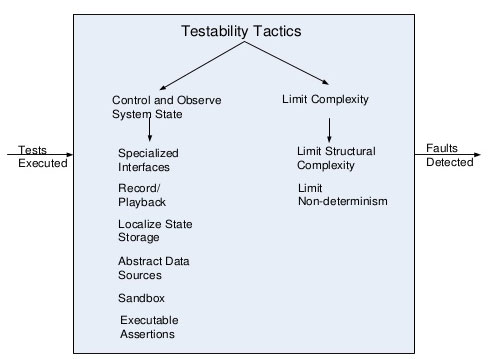 Testability Tactics
Control and Observe
System State
Limit Complexity
Tests
Executed
Specialized
Interfaces
Record/
Playback
Localize State
Storage
Abstract Data
Sources
Sandbox
Executable
Assertions
Limit Structural
Complexity
Limit
Non-determinism
Faults
Detected